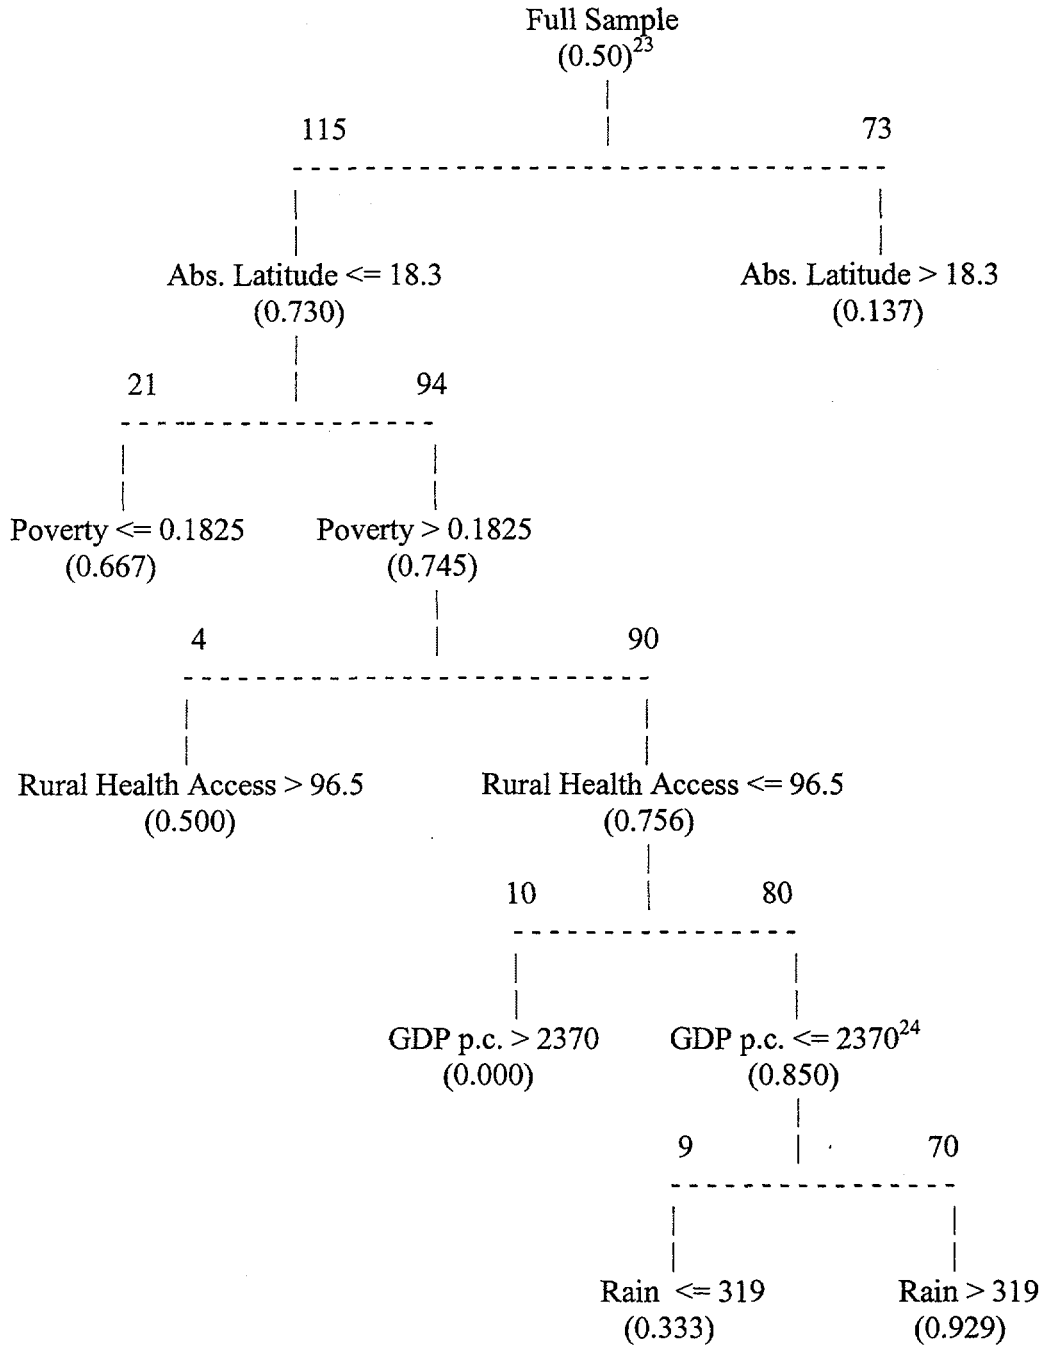 Full Sample
(0.50)23
115 73
Abs. Latitude <= 18.3 Abs. Latitude > 18.3
(0.730) (0.137)
21 94
Poverty <= 0.1825 Poverty > 0.1825
(0.667) (0.745)
4 90
Rural Health Access > 96.5 Rural Health Access <= 96.5
(0.500) (0.756)
10 80
GDP p.c. > 2370 GDP p.c. <= 237024
(0.000) (0.850)
9 70
Rain <= 319 Rain > 319
(0.333) (0.929)